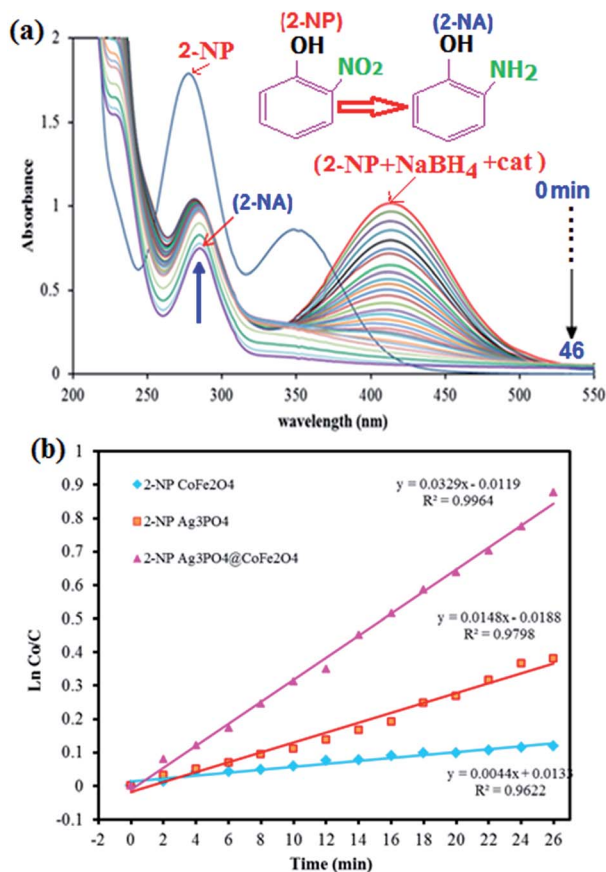 (a)
(2-NP)
(2-NA)
OH
OH
2-NP
NO2
NH2
(2-NP+NaBH4 +cat)
(2-NA)
0 min
46
2
1.5
1
0.5
0
Absorbance
200
250
300
350
400
450
500
550
wavelength (nm)
(b)
1
0.9
0.8
0.7
0.6
0.5
0.4
0.3
0.2
0.1
0
-0.1
Ln Co/C
2-NP CoFe2O4
2-NP Ag3PO4
2-NP Ag3PO4@CoFe2O4
y = 0.0329x - 0.0119
R² = 0.9964
y = 0.0148x - 0.0188
R² = 0.9798
y = 0.0044x + 0.0133
R² = 0.9622
-2 0 2 4 6 8 10 12 14 16 18 20 22 24 26
Time (min)